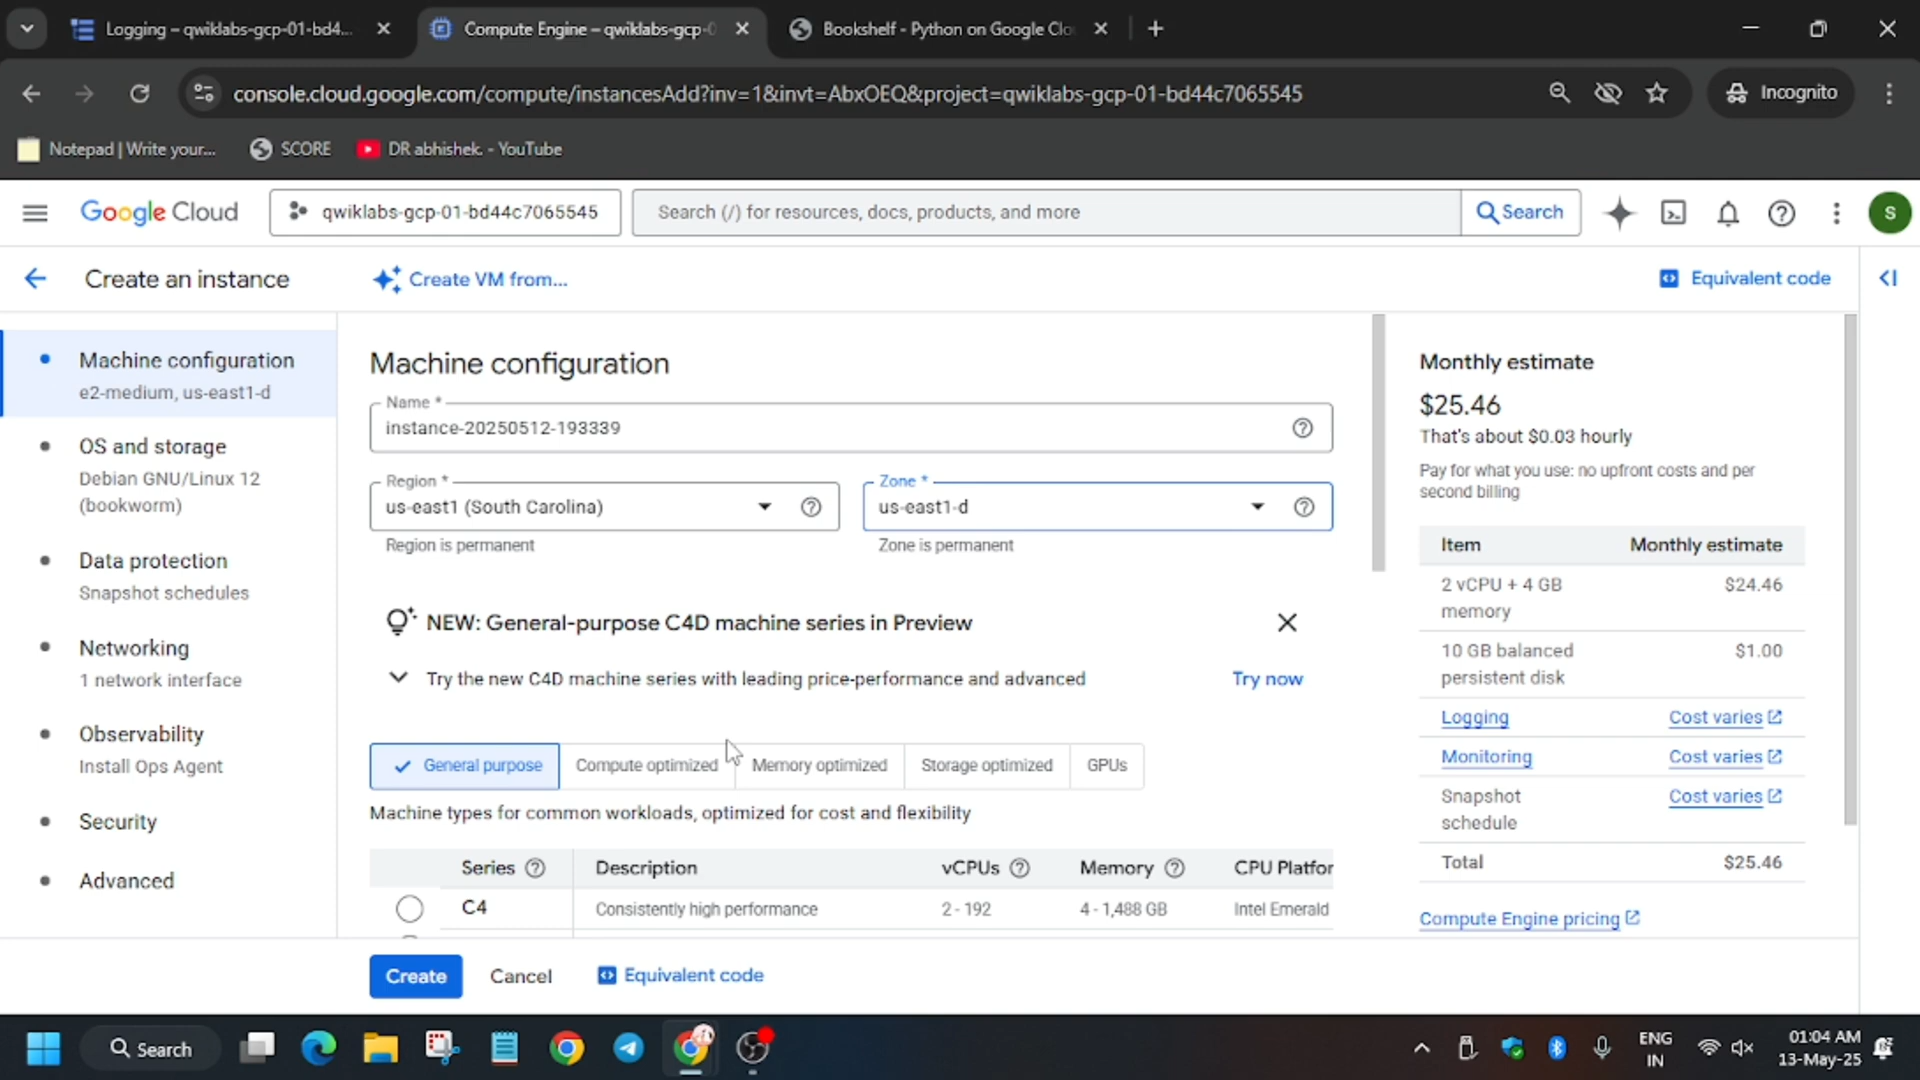 Logging – qwiklabs-gcp-01-bd4...
Compute Engine – qwiklabs-gcp-0
Bookshelf - Python on Google Clo
console.cloud.google.com/compute/instancesAdd?inv=1&invt=AbxOEQ&project=qwiklabs-gcp-01-bd44c7065545
Incognito
Notepad | Write your...
SCORE
DR abhishek. - YouTube
Google Cloud
qwiklabs-gcp-01-bd44c7065545
Search (/) for resources, docs, products, and more
Search
S
Create an instance
Create VM from...
Equivalent code
Machine configuration
e2-medium, us-east1-d
OS and storage
Debian GNU/Linux 12
(bookworm)
Data protection
Snapshot schedules
Networking
1 network interface
Observability
Install Ops Agent
Security
Advanced
Machine configuration
Name *
instance-20250512-193339
Region *
us-east1 (South Carolina)
Region is permanent
Zone *
us-east1-d
Zone is permanent
NEW: General-purpose C4D machine series in Preview
Try the new C4D machine series with leading price-performance and advanced
Try now
General purpose
Compute optimized
Memory optimized
Storage optimized
GPUs
Machine types for common workloads, optimized for cost and flexibility
Series Description vCPUs Memory CPU Platfor
C4 Consistently high performance 2 - 192 4 - 1,488 GB Intel Emerald
Create
Cancel
Equivalent code
Monthly estimate
$25.46
That's about $0.03 hourly
Pay for what you use: no upfront costs and per
second billing
Item Monthly estimate
2 vCPU + 4 GB $24.46
memory
10 GB balanced $1.00
persistent disk
Logging Cost varies
Monitoring Cost varies
Snapshot Cost varies
schedule
Total $25.46
Compute Engine pricing
Search
ENG
IN
01:04 AM
13-May-25